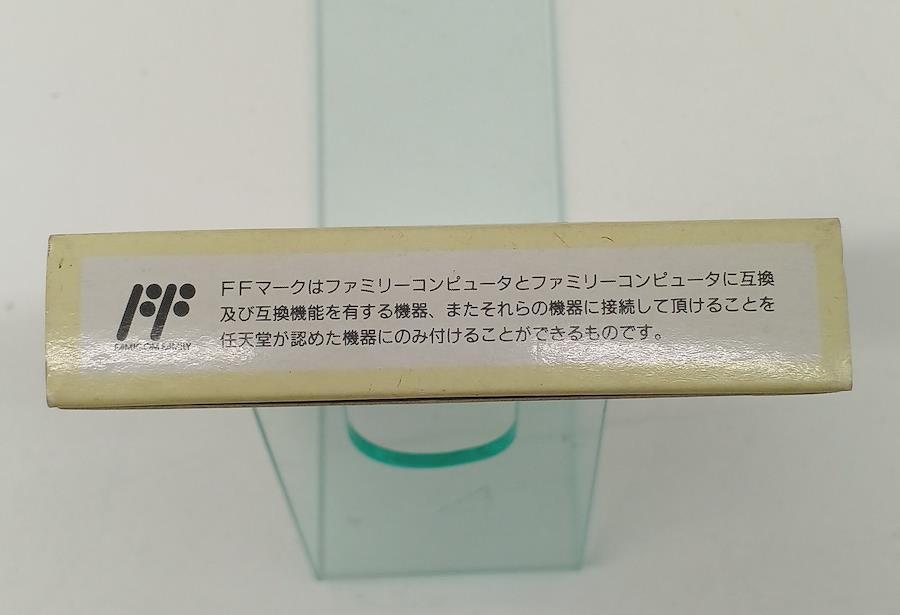 FFマークはファミリーコンピュータとファミリーコンピュータに互換
及び互換機能を有する機器、またそれらの機器に接続して頂けることを
任天堂が認めた機器にのみ付けることができるものです。
FF
FAMICOM FAMILY